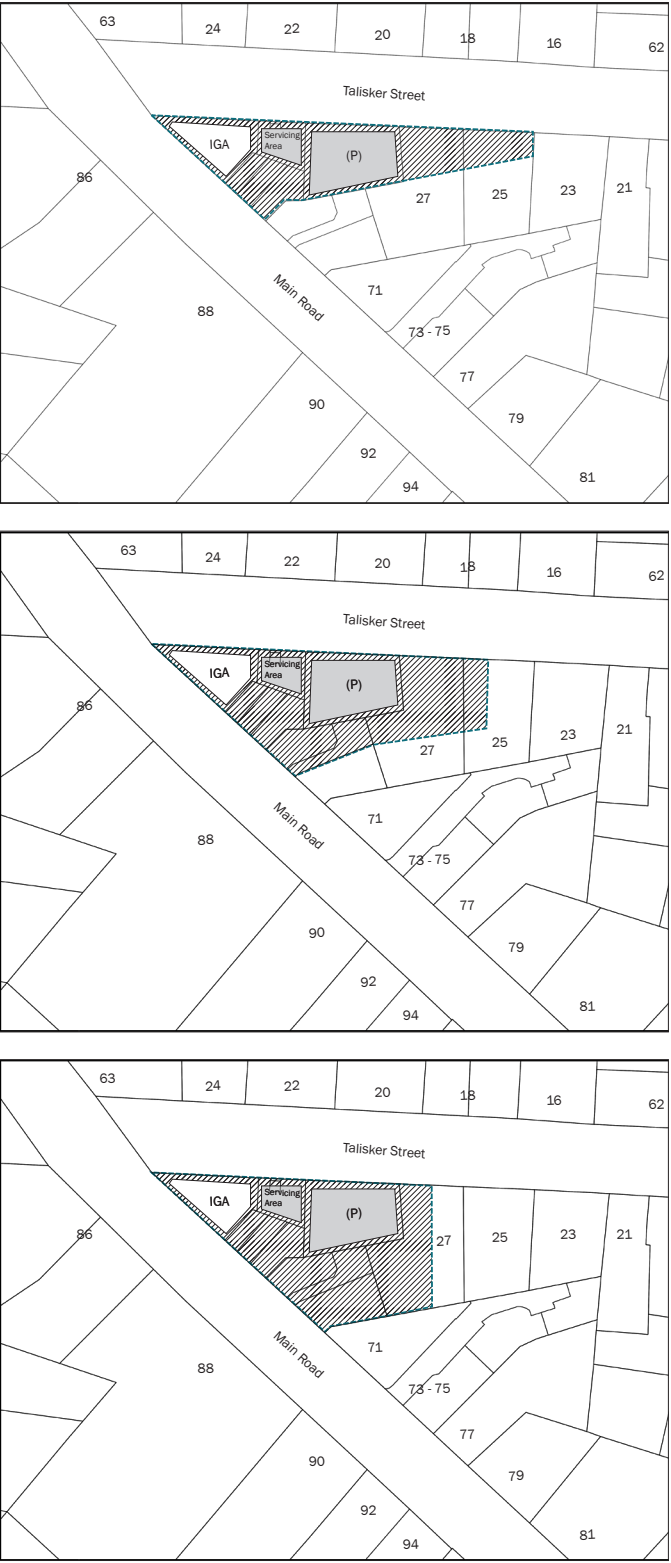 63
24
22
20
18
16
62
Talisker Street
IGA
Servicing
Area
(P)
86
27
25
23
21
Main Road
88
71
73 - 75
77
90
79
92
94
81
63
24
22
20
18
16
62
Talisker Street
IGA
Servicing
Area
(P)
86
27
25
23
21
Main Road
88
71
73 - 75
77
90
79
92
94
81
63
24
22
20
18
16
62
Talisker Street
IGA
Servicing
Area
(P)
86
27
25
23
21
Main Road
88
71
73 - 75
77
90
79
92
94
81